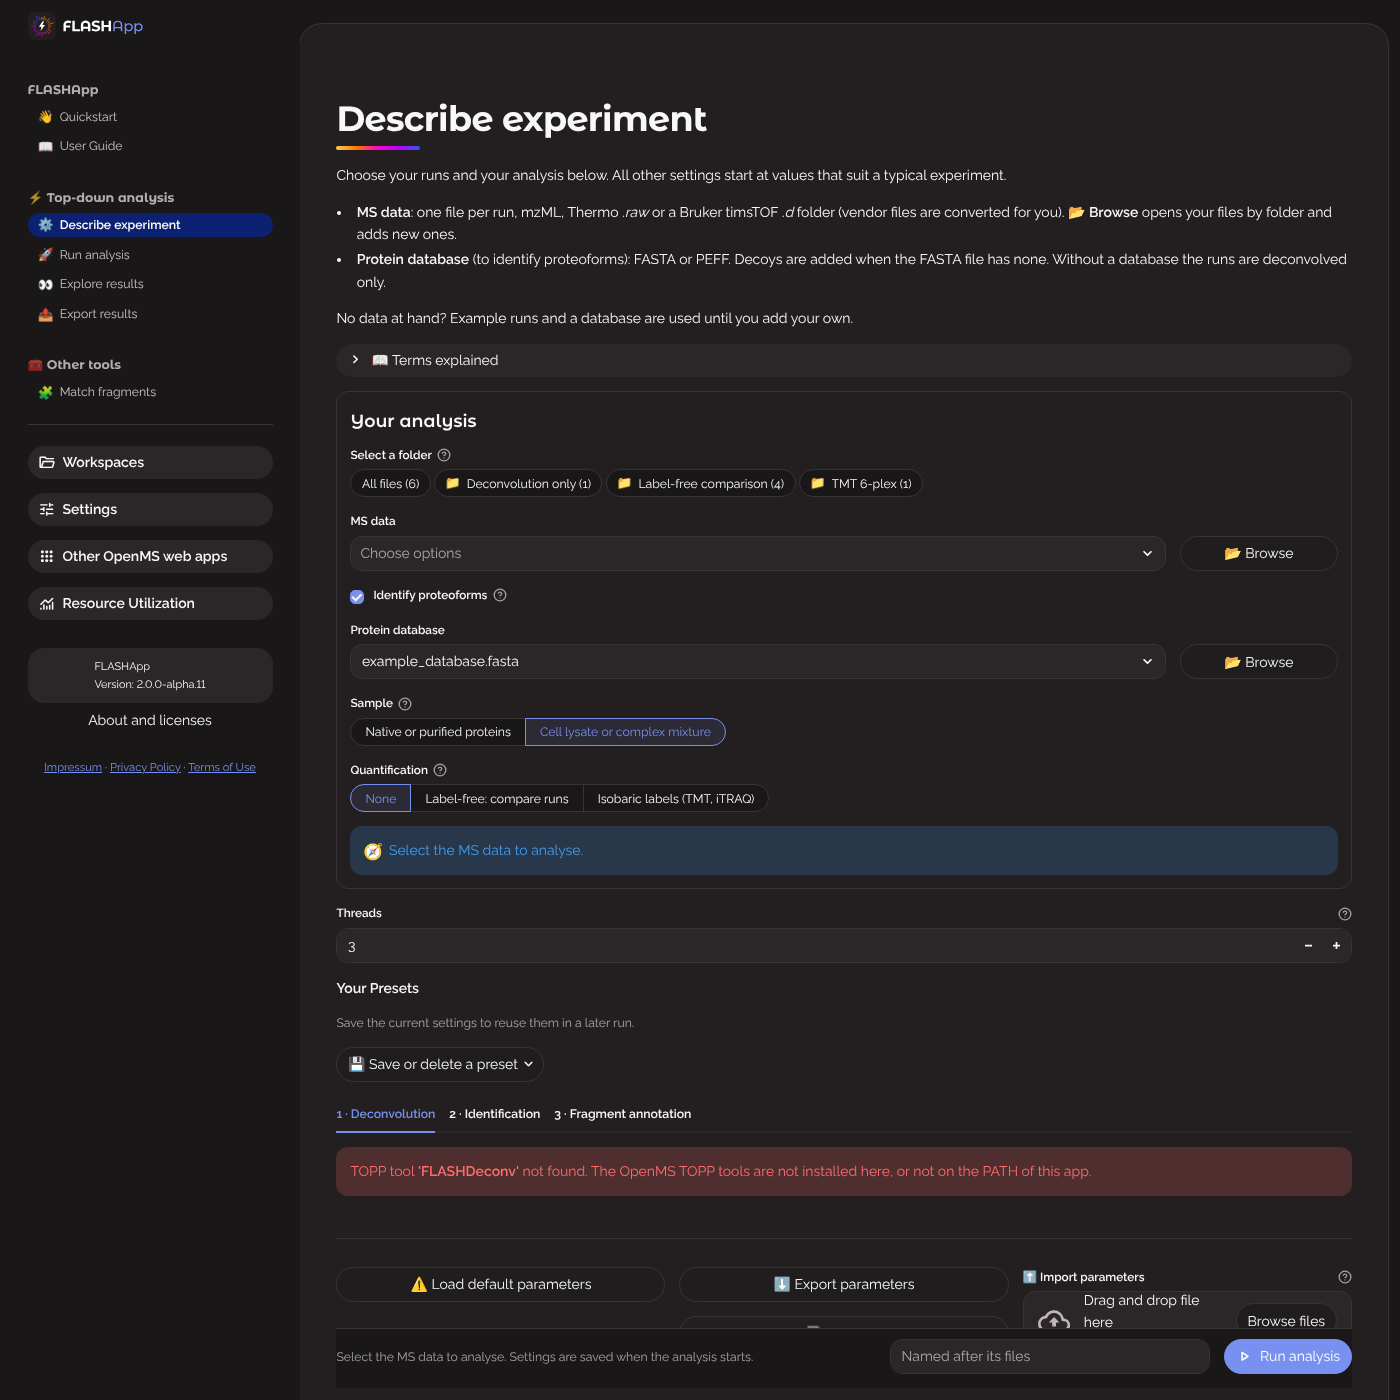 FLASHApp
FLASHApp
Quickstart
User Guide
Top-down analysis
Describe experiment
Run analysis
Explore results
Export results
Other tools
Match fragments
Workspaces
Settings
Other OpenMS web apps
Resource Utilization
FLASHApp
Version: 2.0.0-alpha.11
About and licenses
Impressum · Privacy Policy · Terms of Use
Describe experiment
Choose your runs and your analysis below. All other settings start at values that suit a typical experiment.
• MS data: one file per run, mzML, Thermo .raw or a Bruker timsTOF .d folder (vendor files are converted for you). 📂 Browse opens your files by folder and
adds new ones.
• Protein database (to identify proteoforms): FASTA or PEFF. Decoys are added when the FASTA file has none. Without a database the runs are deconvolved
only.
No data at hand? Example runs and a database are used until you add your own.
Terms explained
Your analysis
Select a folder
All files (6)
Deconvolution only (1)
Label-free comparison (4)
TMT 6-plex (1)
MS data
Choose options
Browse
Identify proteoforms
Protein database
example_database.fasta
Browse
Sample
Native or purified proteins
Cell lysate or complex mixture
Quantification
None
Label-free: compare runs
Isobaric labels (TMT, iTRAQ)
Select the MS data to analyse.
Threads
3
Your Presets
Save the current settings to reuse them in a later run.
Save or delete a preset
1 · Deconvolution
2 · Identification
3 · Fragment annotation
TOPP tool 'FLASHDeconv' not found. The OpenMS TOPP tools are not installed here, or not on the PATH of this app.
Load default parameters
Export parameters
Import parameters
Drag and drop file
here
Browse files
Select the MS data to analyse. Settings are saved when the analysis starts.
Named after its files
Run analysis